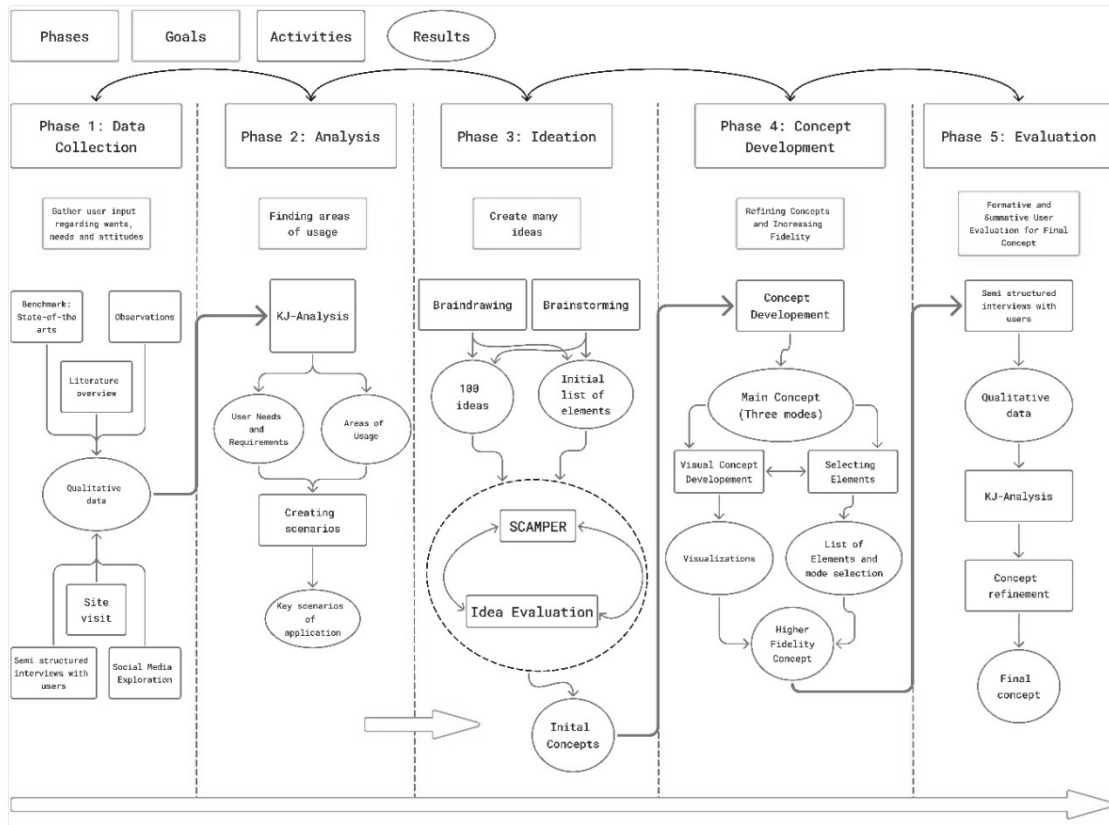 Phases
Goals
Activities
Results
Phase 1: Data
Collection
Phase 2: Analysis
Phase 3: Ideation
Phase 4: Concept
Development
Phase 5: Evaluation
Gather user input
regarding wants,
needs and attitudes
Finding areas
of usage
Create many
ideas
Refining Concepts
and Increasing
Fidelity
Formative and
Summative User
Evaluation for Final
Concept
Benchmark:
State-of-the
arts
Observations
Literature
overview
Qualitative
data
Site
visit
Semi structured
interviews with
users
Social Media
Exploration
KJ-Analysis
User Needs
and
Requirements
Areas of
Usage
Creating
scenarios
Key scenarios
of
application
Braindrawing
Brainstorming
100
ideas
Initial
list of
elements
SCAMPER
Idea Evaluation
Inital
Concepts
Concept
Developement
Main Concept
(Three modes)
Visual Concept
Developement
Selecting
Elements
Visualizations
List of
Elements and
mode selection
Higher
Fidelity
Concept
Semi structured
interviews with
users
Qualitative
data
KJ-Analysis
Concept
refinement
Final
concept